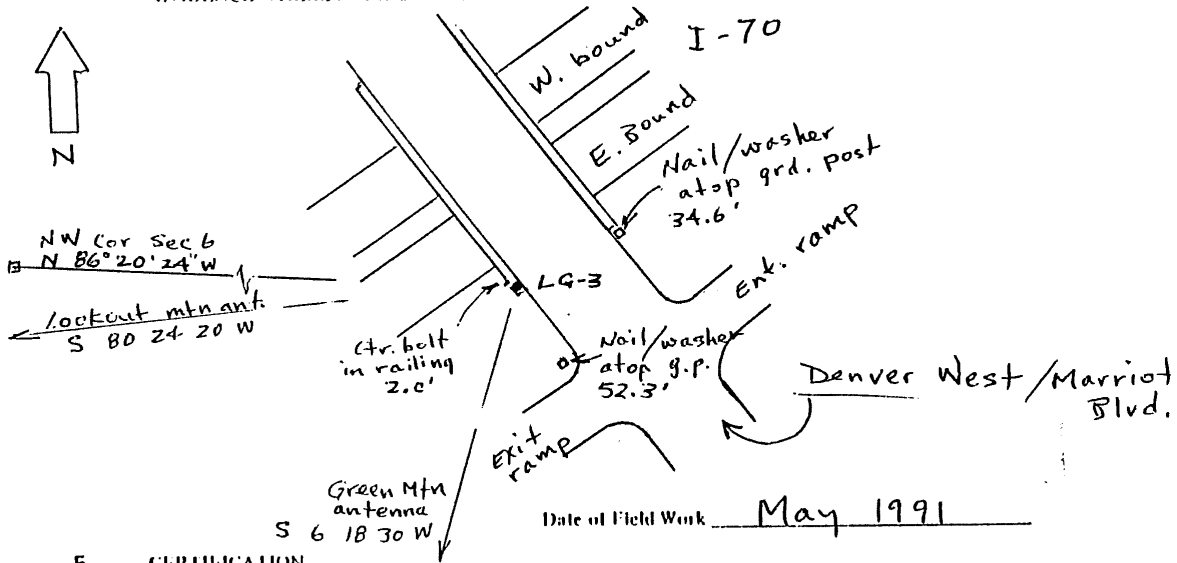 I-70
W. bound
E. Bound
Nail/washer
atop grd. post
34.6'
N
NW Cor Sec 6
N 86°20'24"W
Lookout mtn ant.
S 80 24 20 W
LG-3
Ent. ramp
Ctr. bolt
in railing
2.0'
Nail/washer
atop g.p.
52.3'
Denver West/Marriot
Blvd.
Exit
ramp
Green Mtn
antenna
S 6 18 30 W
Date of Field Work May 1991
CERTIFICATION